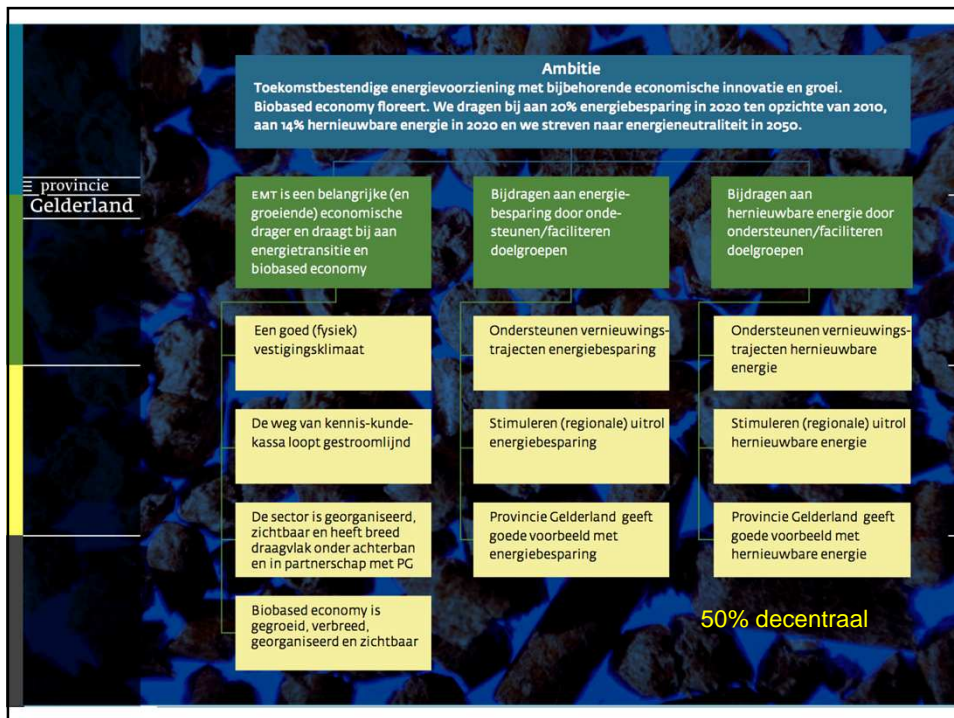 Ambitie
Toekomstbestendige energievoorziening met bijbehorende economische innovatie en groei.
Biobased economy floreert. We dragen bij aan 20% energiebesparing in 2020 ten opzichte van 2010,
aan 14% hernieuwbare energie in 2020 en we streven naar energieneutraliteit in 2050.
provincie
Gelderland
EMT is een belangrijke (en
groeiende) economische
drager en draagt bij aan
energietransitie en
biobased economy
Een goed (fysiek)
vestigingsklimaat
De weg van kennis-kunde-
kassa loopt gestroomlijnd
De sector is georganiseerd,
zichtbaar en heeft breed
draagvlak onder achterban
en in partnerschap met PG
Biobased economy is
gegroeid, verbreed,
georganiseerd en zichtbaar
Bijdragen aan energie-
besparing door onde-
steunen/faciliteren
doelgroepen
Ondersteunen vernieuwings-
trajecten energiebesparing
Stimuleren (regionale) uitrol
energiebesparing
Provincie Gelderland geeft
goede voorbeeld met
energiebesparing
Bijdragen aan
hernieuwbare energie door
ondersteunen/faciliteren
doelgroepen
Ondersteunen vernieuwings-
trajecten hernieuwbare
energie
Stimuleren (regionale) uitrol
hernieuwbare energie
Provincie Gelderland geeft
goede voorbeeld met
hernieuwbare energie
50% decentraal